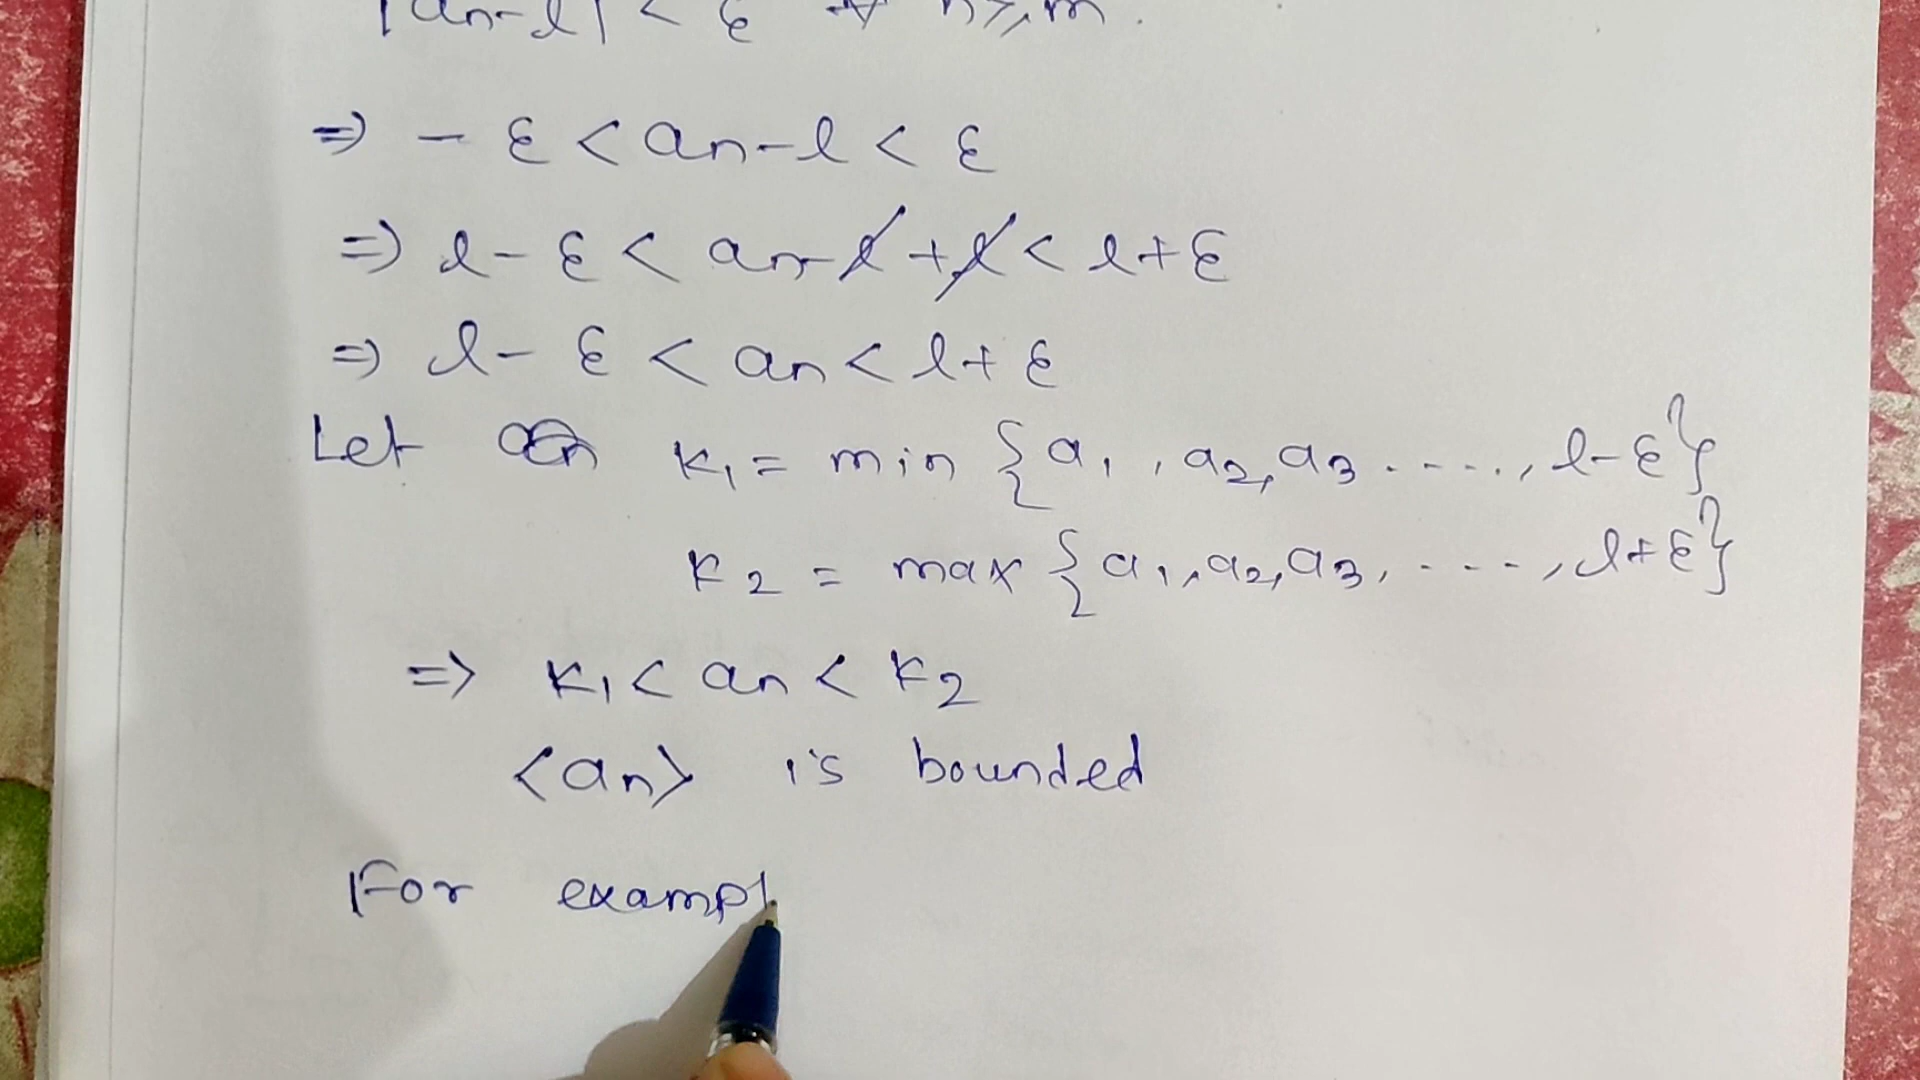 |an-l| < ε ∀ n≥m.
⇒ - ε < an-l < ε
⇒ l- ε < an-l+l < l+ε
⇒ l- ε < an < l+ε
Let K1 = min {a1, a2, a3 ....., l-ε}
K2 = max {a1, a2, a3, ...., l+ε}
⇒ K1 < an < K2
<an> is bounded
For exampl